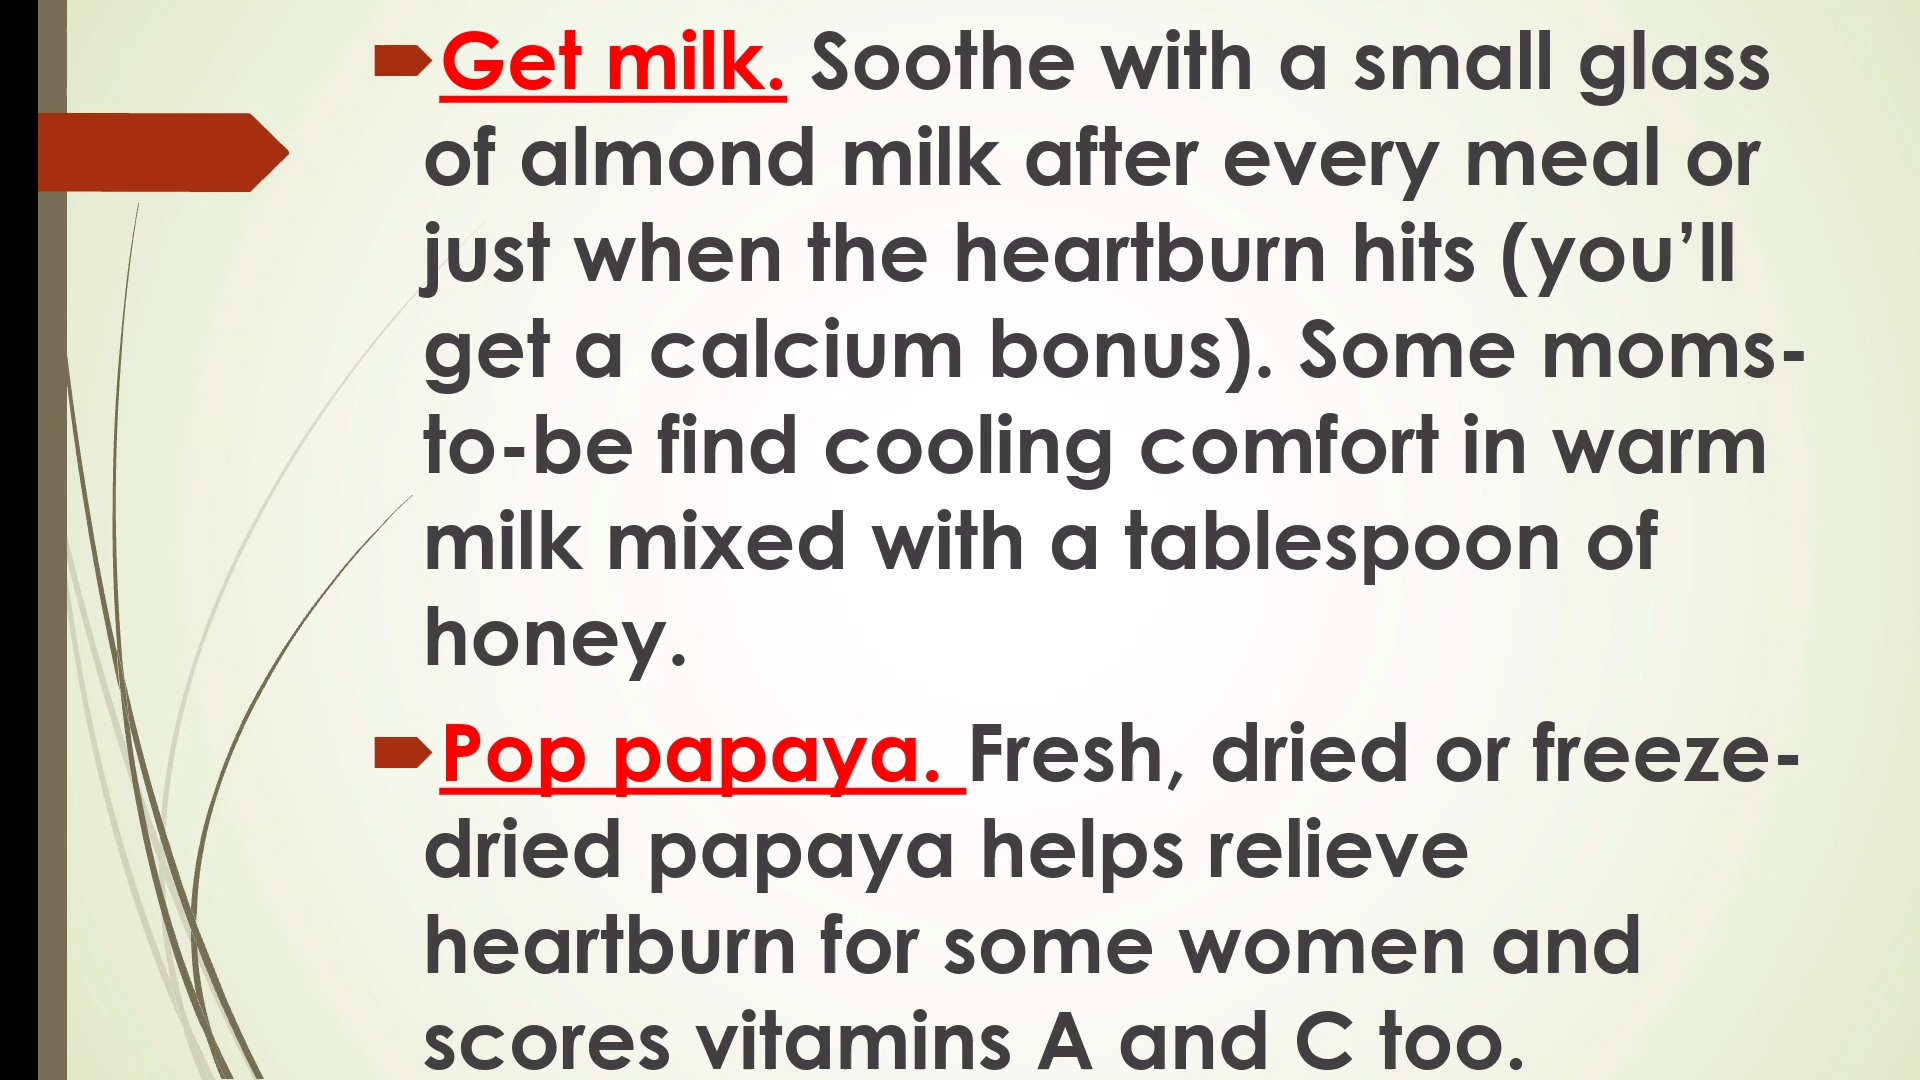 Get milk. Soothe with a small glass
of almond milk after every meal or
just when the heartburn hits (you’ll
get a calcium bonus). Some moms-
to-be find cooling comfort in warm
milk mixed with a tablespoon of
honey.
Pop papaya. Fresh, dried or freeze-
dried papaya helps relieve
heartburn for some women and
scores vitamins A and C too.